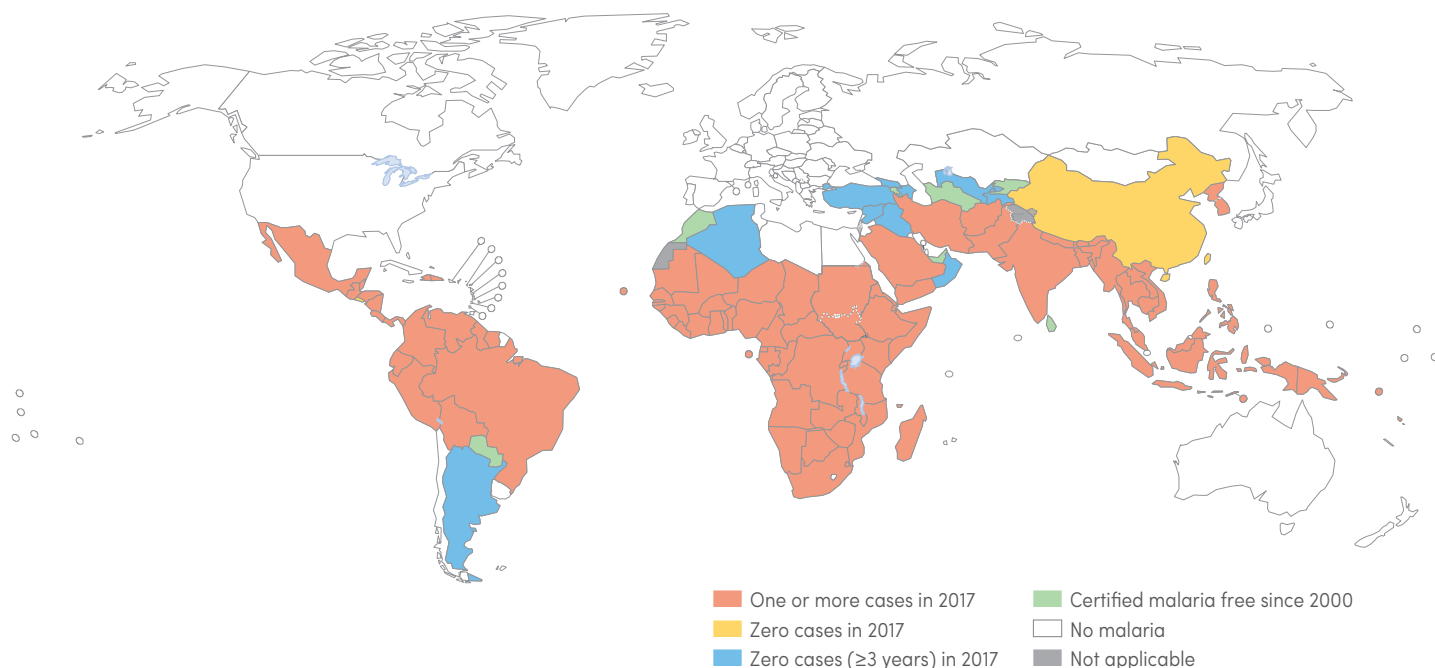 One or more cases in 2017
Zero cases in 2017
Zero cases (≥3 years) in 2017
Certified malaria free since 2000
No malaria
Not applicable